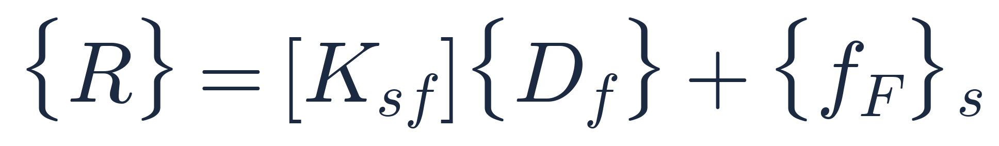 {R} = [K_{sf}]{D_f} + {f_F}_s